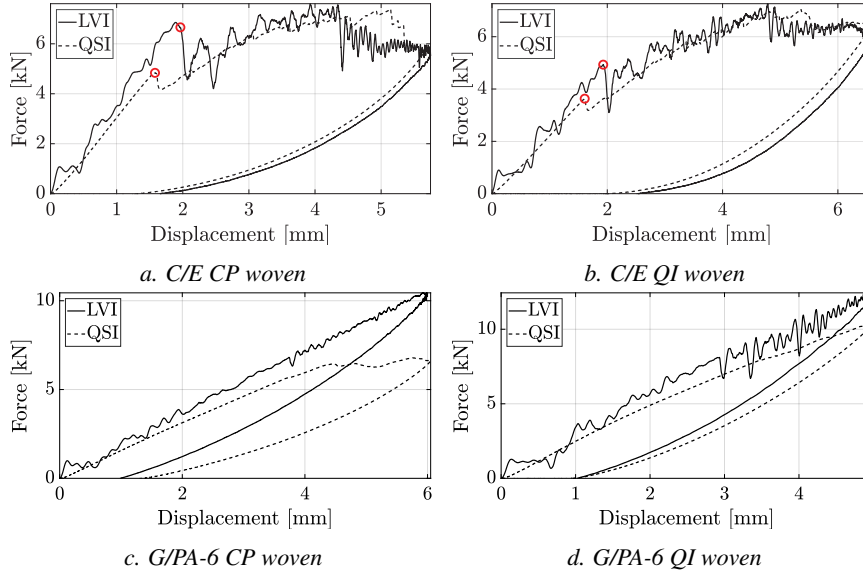 LVI
QSI
6
4
2
0
Force [kN]
0
1
2
3
4
5
Displacement [mm]
a. C/E CP woven
LVI
QSI
6
4
2
0
Force [kN]
0
2
4
6
Displacement [mm]
b. C/E QI woven
LVI
QSI
10
5
0
Force [kN]
0
2
4
6
Displacement [mm]
c. G/PA-6 CP woven
LVI
QSI
10
5
0
Force [kN]
0
1
2
3
4
Displacement [mm]
d. G/PA-6 QI woven